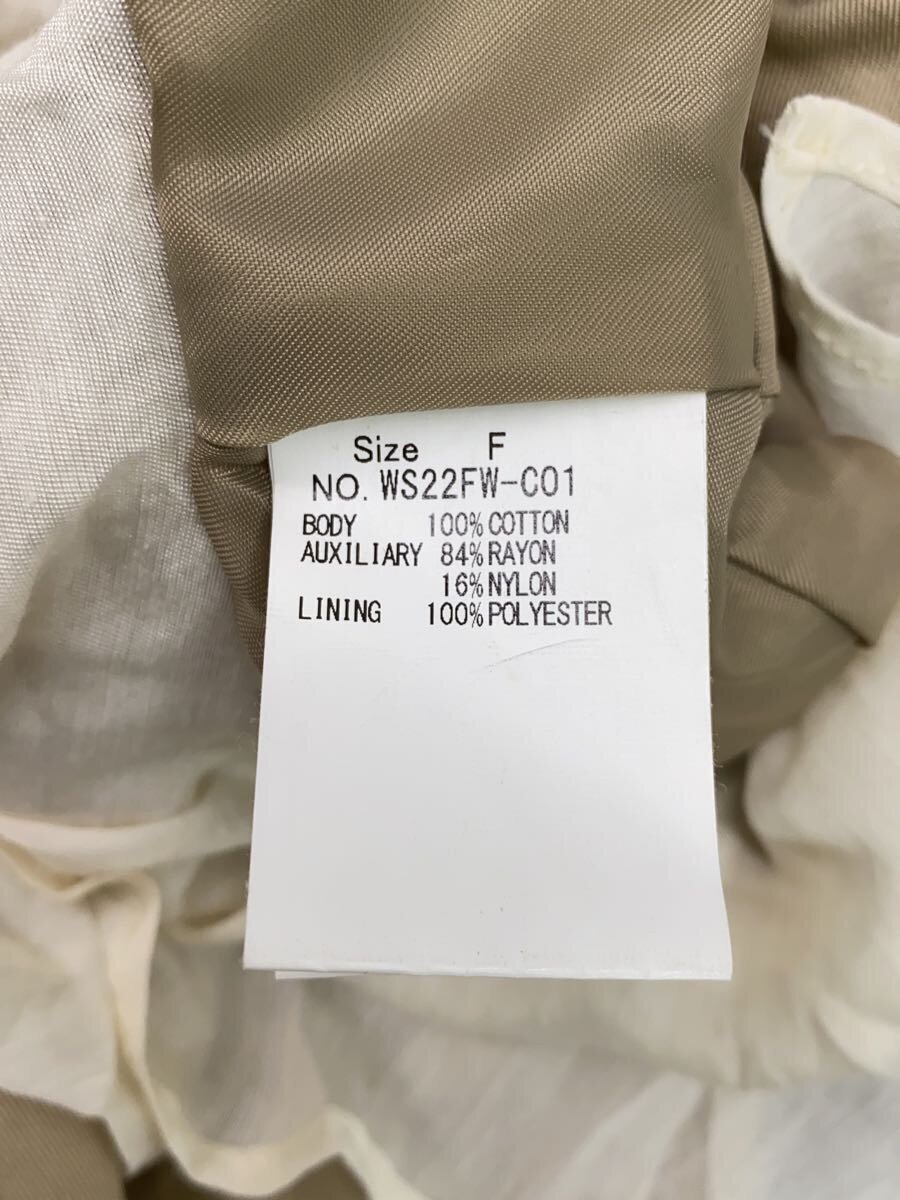 Size F
NO. WS22FW-C01
BODY 100% COTTON
AUXILIARY 84% RAYON
16% NYLON
LINING 100% POLYESTER